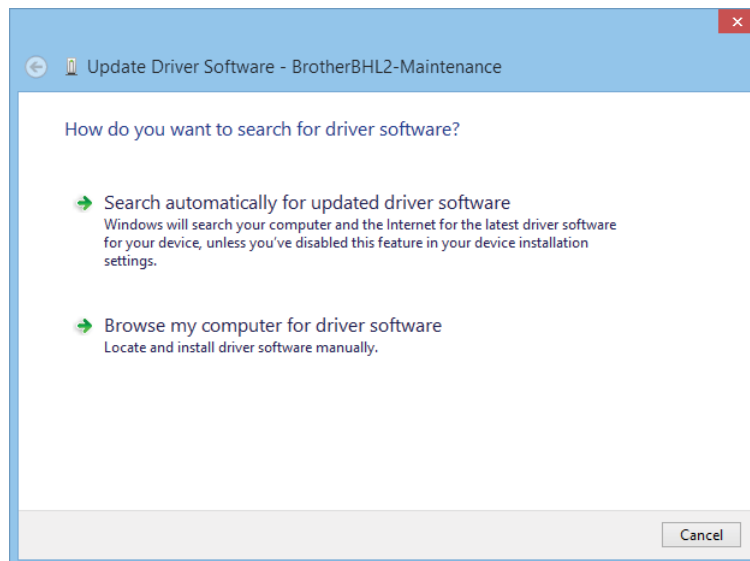 Update Driver Software - BrotherBHL2-Maintenance
How do you want to search for driver software?
Search automatically for updated driver software
Windows will search your computer and the Internet for the latest driver software
for your device, unless you've disabled this feature in your device installation
settings.
Browse my computer for driver software
Locate and install driver software manually.
Cancel